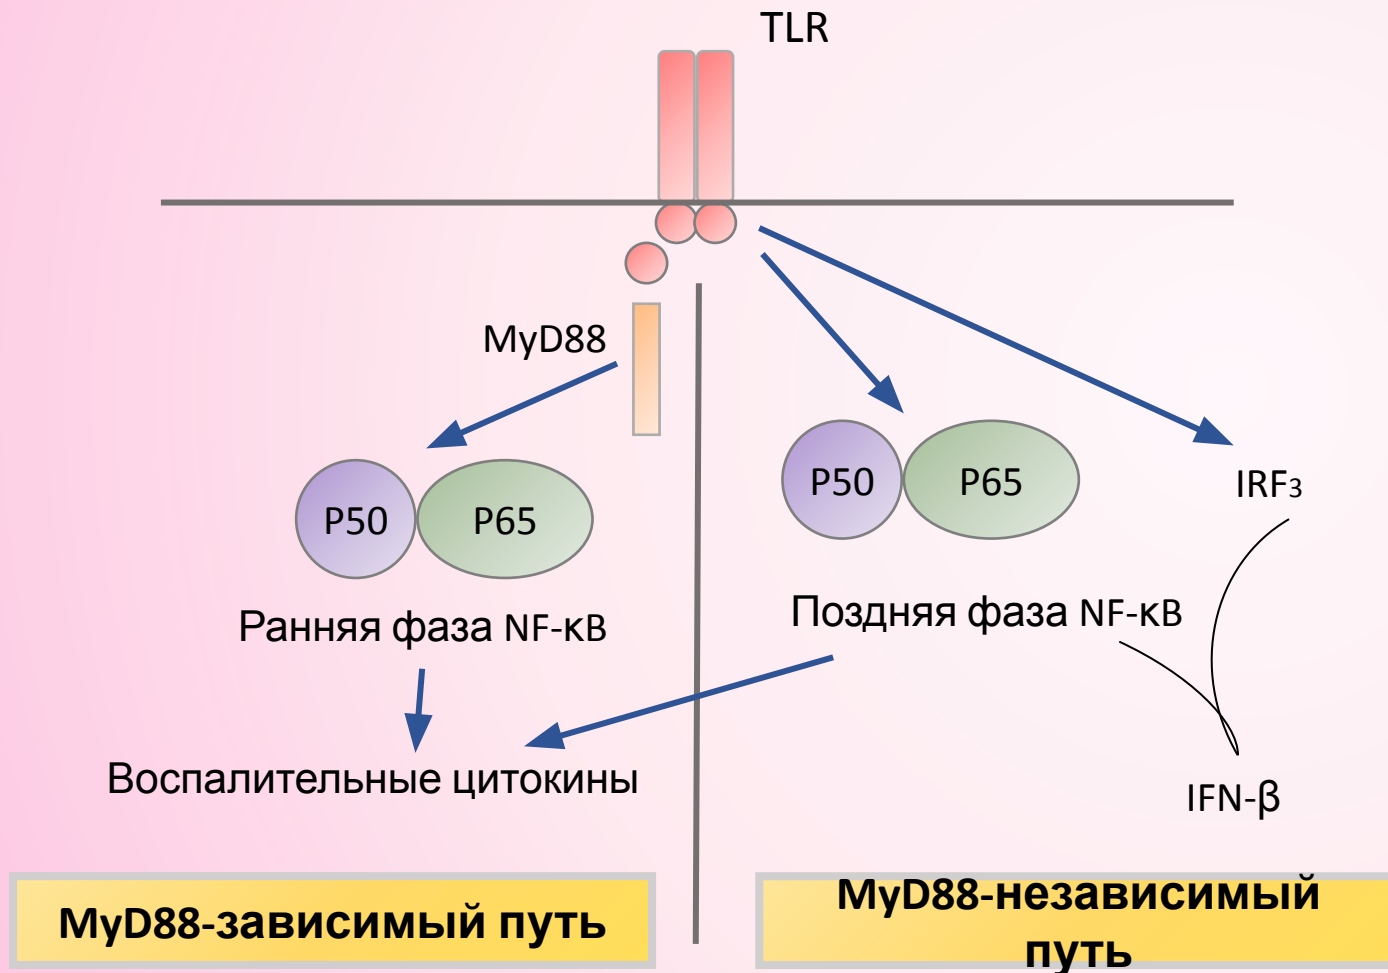 TLR
MyD88
P50
P65
Ранняя фаза NF-κB
Воспалительные цитокины
MyD88-зависимый путь
P50
P65
IRF3
Поздняя фаза NF-κB
IFN-β
MyD88-независимый
путь